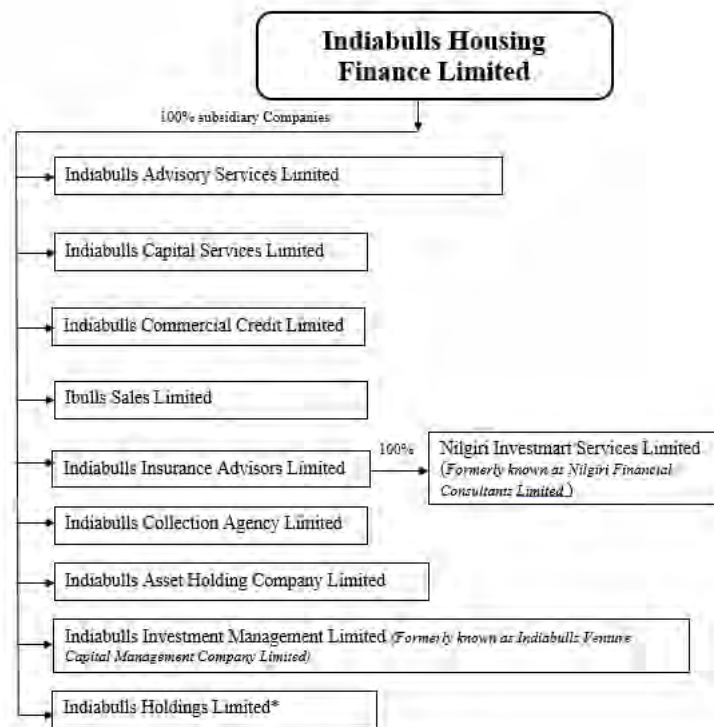 Indiabulls Housing
Finance Limited
100% subsidiary Companies
Indiabulls Advisory Services Limited
Indiabulls Capital Services Limited
Indiabulls Commercial Credit Limited
Ibulls Sales Limited
Indiabulls Insurance Advisors Limited
100%
Nilgiri Investmart Services Limited
(Formerly known as Nilgiri Financial
Consultants Limited )
Indiabulls Collection Agency Limited
Indiabulls Asset Holding Company Limited
Indiabulls Investment Management Limited (Formerly known as Indiabulls Venture
Capital Management Company Limited)
Indiabulls Holdings Limited*